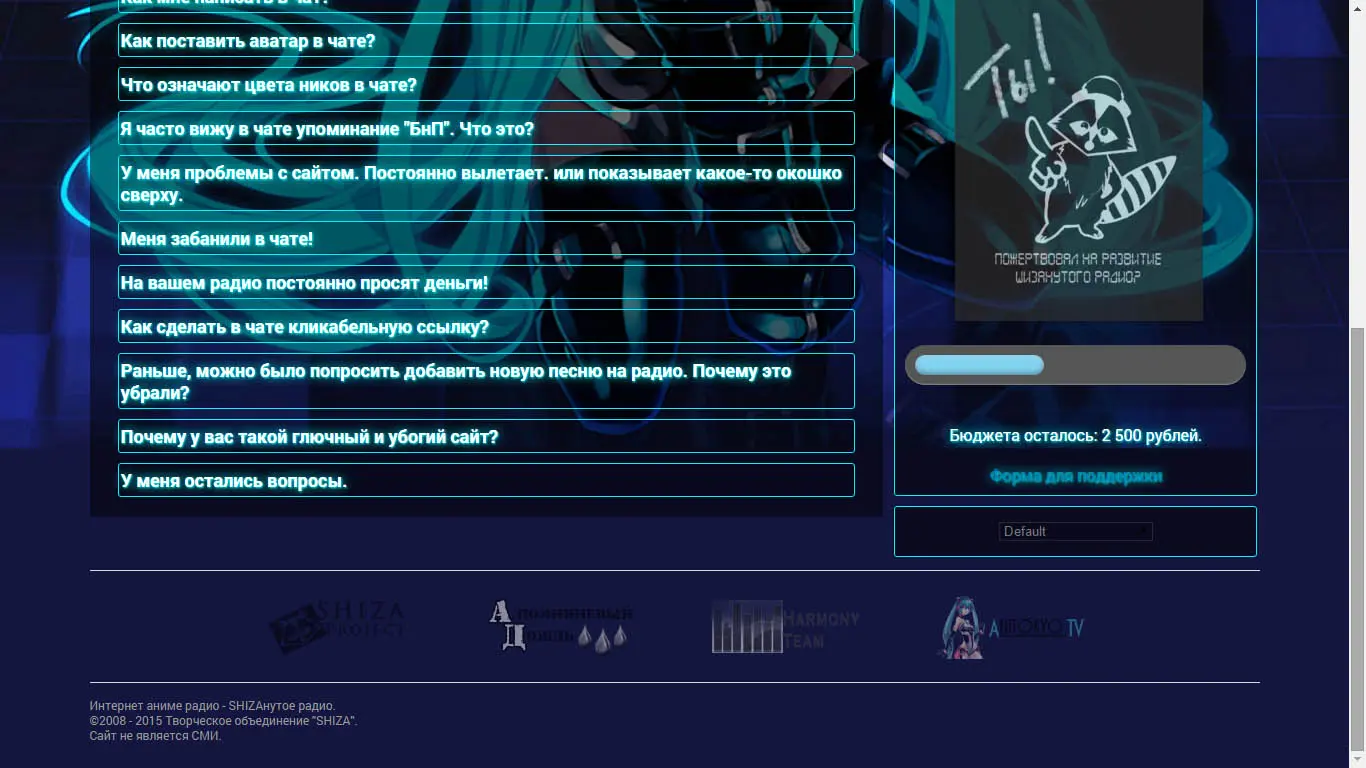 Как мне написать в чат?
Как поставить аватар в чате?
Что означают цвета ников в чате?
Я часто вижу в чате упоминание "БнП". Что это?
У меня проблемы с сайтом. Постоянно вылетает. или показывает какое-то окошко
сверху.
Меня забанили в чате!
На вашем радио постоянно просят деньги!
Как сделать в чате кликабельную ссылку?
Раньше, можно было попросить добавить новую песню на радио. Почему это
убрали?
Почему у вас такой глючный и убогий сайт?
У меня остались вопросы.
Ты!
ПОЖЕРТВОВАЛ НА РАЗВИТИЕ
ШИЗАНУТОГО РАДИО?
Бюджета осталось: 2 500 рублей.
Форма для поддержки
Default
SHIZA
PROJECT
Алюминевый
Дождь
HARMONY
TEAM
ANITOKYO TV
Интернет аниме радио - SHIZAнутое радио.
©2008 - 2015 Творческое объединение "SHIZA".
Сайт не является СМИ.